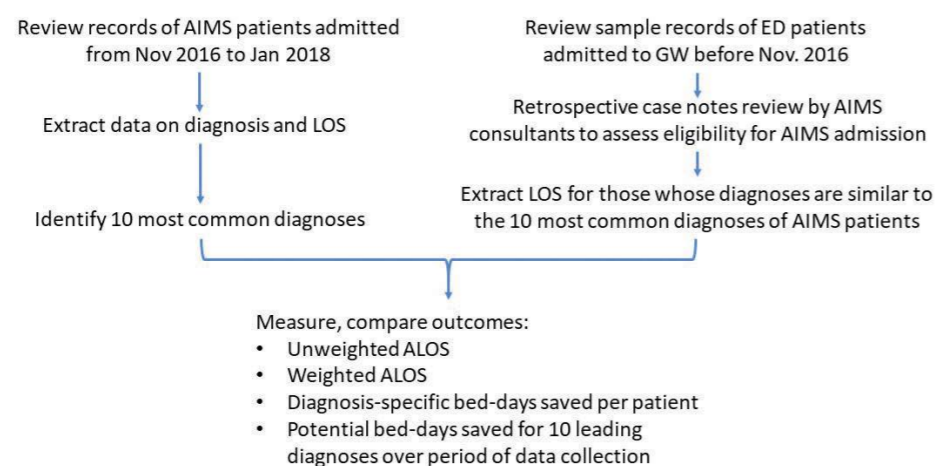 Review records of AIMS patients admitted
from Nov 2016 to Jan 2018
Extract data on diagnosis and LOS
Identify 10 most common diagnoses
Review sample records of ED patients
admitted to GW before Nov. 2016
Retrospective case notes review by AIMS
consultants to assess eligibility for AIMS admission
Extract LOS for those whose diagnoses are similar to
the 10 most common diagnoses of AIMS patients
Measure, compare outcomes:
• Unweighted ALOS
• Weighted ALOS
• Diagnosis-specific bed-days saved per patient
• Potential bed-days saved for 10 leading
diagnoses over period of data collection